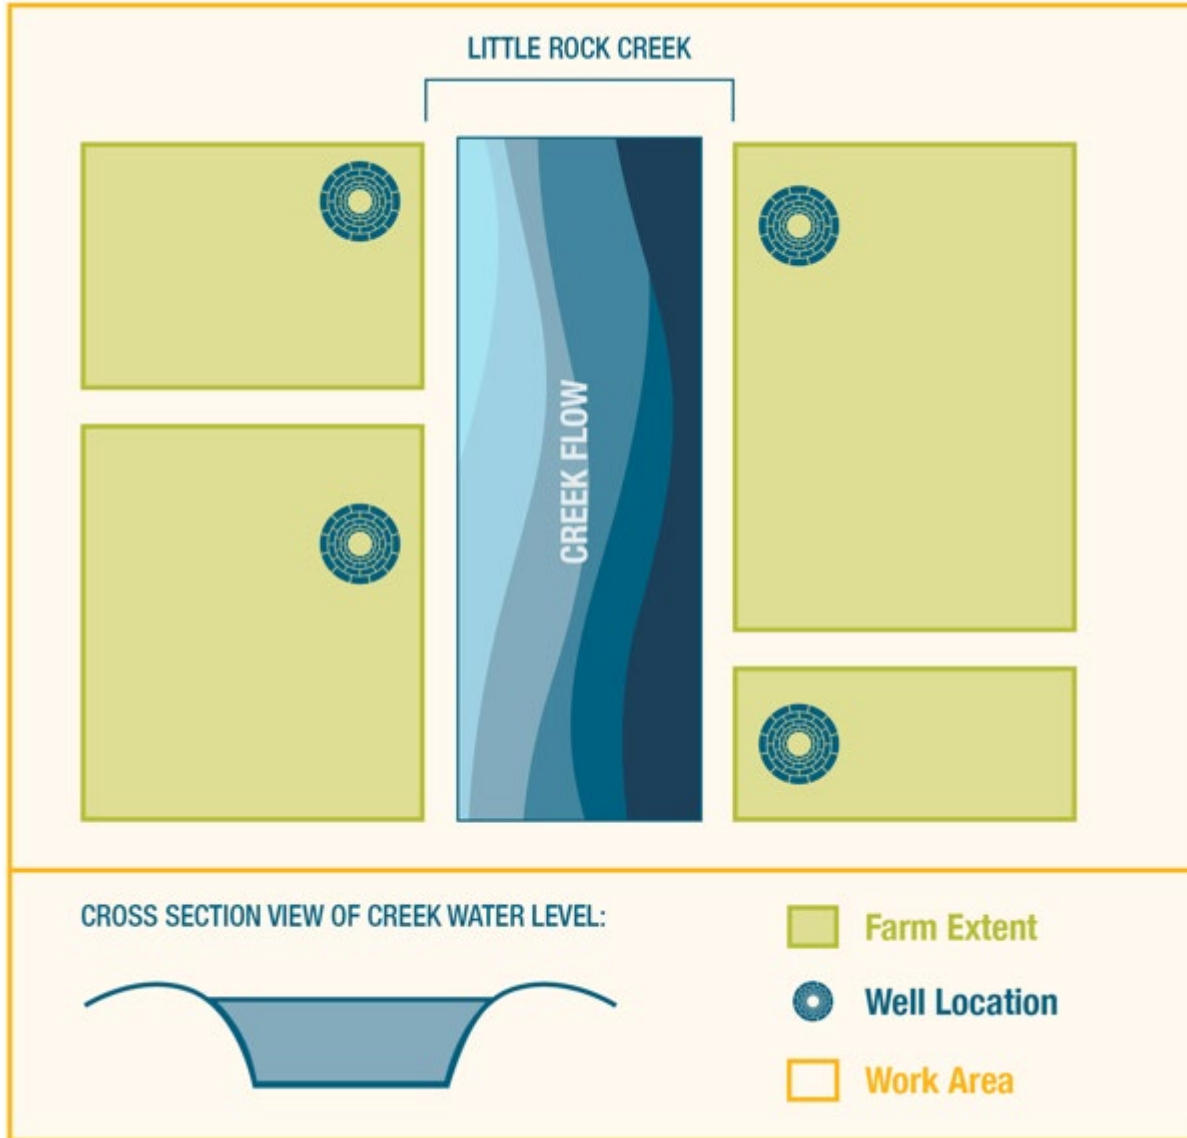 LITTLE ROCK CREEK
CREEK FLOW
CROSS SECTION VIEW OF CREEK WATER LEVEL:
Farm Extent
Well Location
Work Area